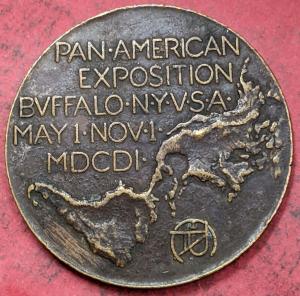 PAN·AMERICAN
EXPOSITION
BVFFALO·N·Y·V·S·A·
MAY 1·NOV·1·
MDCDI·